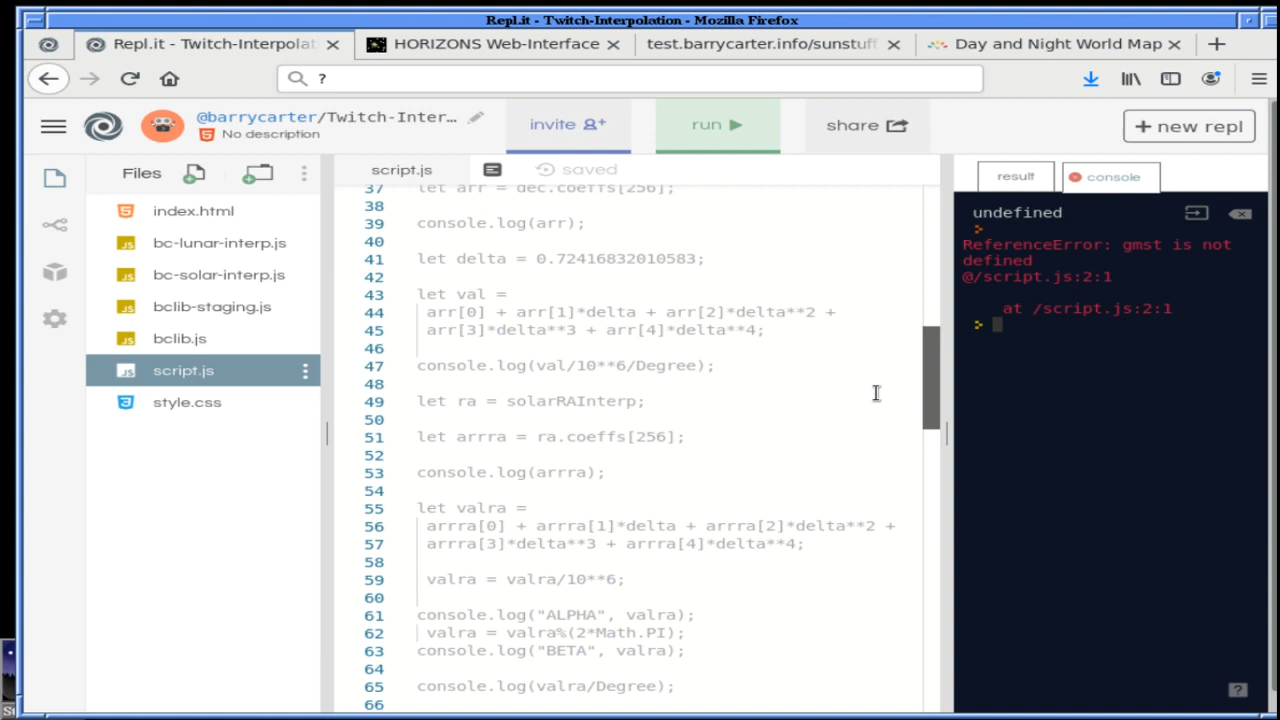 Repl.it - Twitch-Interpolation - Mozilla Firefox
Repl.it - Twitch-Interpolat
HORIZONS Web-Interface
test.barrycarter.info/sunstuff
Day and Night World Map
?
@barrycarter/Twitch-Inter...
No description
invite
run
share
+ new repl
Files
script.js
saved
result
console
index.html
bc-lunar-interp.js
bc-solar-interp.js
bclib-staging.js
bclib.js
script.js
style.css
37 let arr = dec.coeffs[256];
38
39 console.log(arr);
40
41 let delta = 0.72416832010583;
42
43 let val =
44 arr[0] + arr[1]*delta + arr[2]*delta**2 +
45 arr[3]*delta**3 + arr[4]*delta**4;
46
47 console.log(val/10**6/Degree);
48
49 let ra = solarRAInterp;
50
51 let arrra = ra.coeffs[256];
52
53 console.log(arrra);
54
55 let valra =
56 arrra[0] + arrra[1]*delta + arrra[2]*delta**2 +
57 arrra[3]*delta**3 + arrra[4]*delta**4;
58
59 valra = valra/10**6;
60
61 console.log("ALPHA", valra);
62 valra = valra%(2*Math.PI);
63 console.log("BETA", valra);
64
65 console.log(valra/Degree);
66
undefined
>
ReferenceError: gmst is not
defined
@/script.js:2:1
at /script.js:2:1
>
?